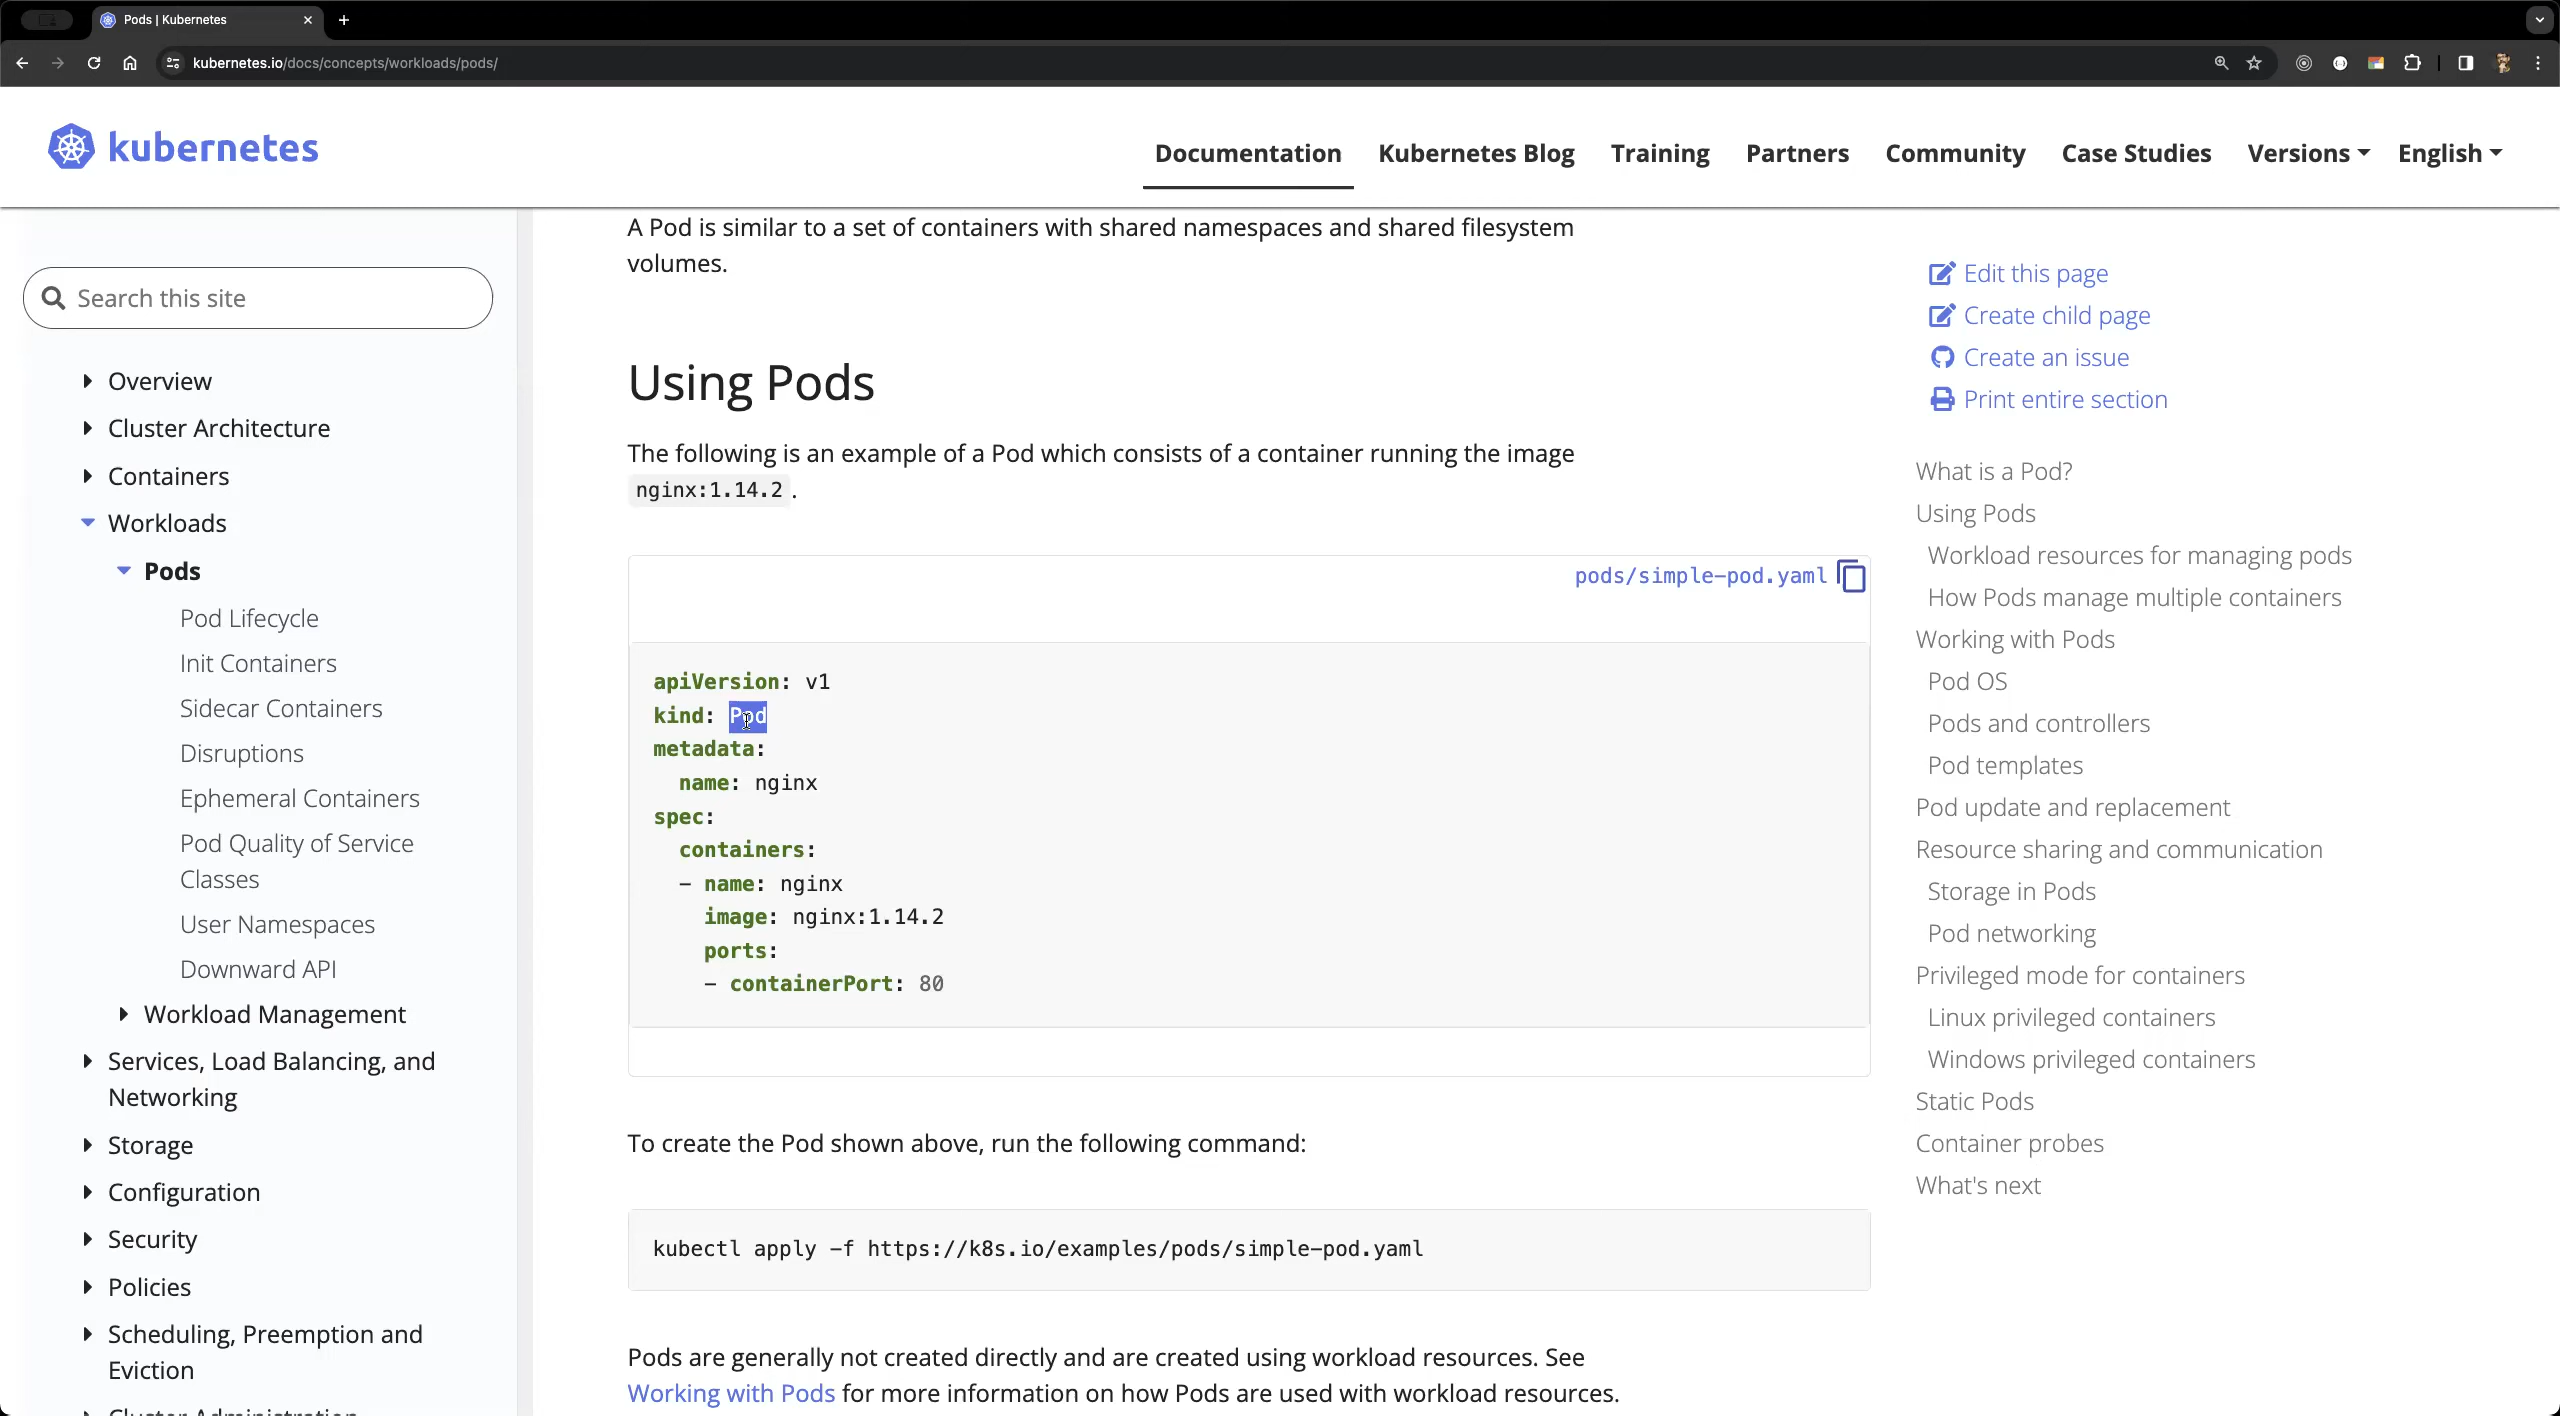 Pods | Kubernetes
kubernetes.io/docs/concepts/workloads/pods/
kubernetes
Documentation
Kubernetes Blog
Training
Partners
Community
Case Studies
Versions
English
Search this site
Overview
Cluster Architecture
Containers
Workloads
Pods
Pod Lifecycle
Init Containers
Sidecar Containers
Disruptions
Ephemeral Containers
Pod Quality of Service
Classes
User Namespaces
Downward API
Workload Management
Services, Load Balancing, and
Networking
Storage
Configuration
Security
Policies
Scheduling, Preemption and
Eviction
Cluster Administration
A Pod is similar to a set of containers with shared namespaces and shared filesystem
volumes.
Using Pods
The following is an example of a Pod which consists of a container running the image
nginx:1.14.2 .
pods/simple-pod.yaml
apiVersion: v1
kind: Pod
metadata:
  name: nginx
spec:
  containers:
  - name: nginx
    image: nginx:1.14.2
    ports:
    - containerPort: 80
To create the Pod shown above, run the following command:
kubectl apply -f https://k8s.io/examples/pods/simple-pod.yaml
Pods are generally not created directly and are created using workload resources. See
Working with Pods for more information on how Pods are used with workload resources.
Edit this page
Create child page
Create an issue
Print entire section
What is a Pod?
Using Pods
Workload resources for managing pods
How Pods manage multiple containers
Working with Pods
Pod OS
Pods and controllers
Pod templates
Pod update and replacement
Resource sharing and communication
Storage in Pods
Pod networking
Privileged mode for containers
Linux privileged containers
Windows privileged containers
Static Pods
Container probes
What's next